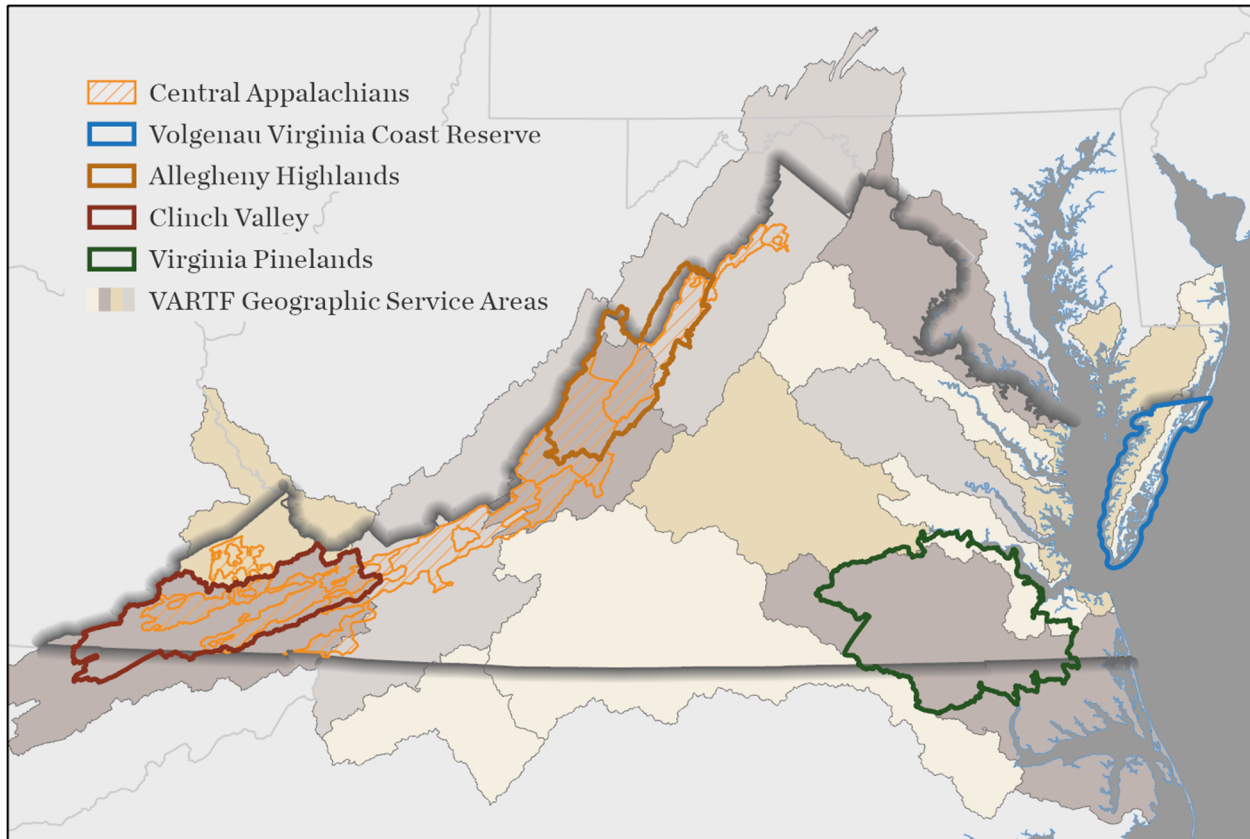 Central Appalachians
Volgenau Virginia Coast Reserve
Allegheny Highlands
Clinch Valley
Virginia Pinelands
VARTF Geographic Service Areas